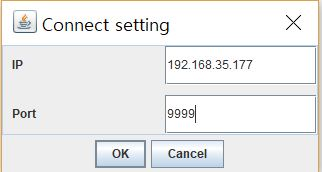 Connect setting
IP
192.168.35.177
Port
9999
OK
Cancel